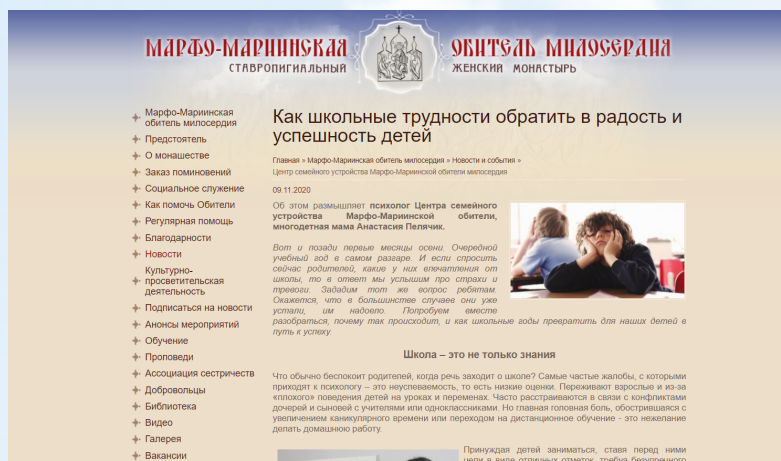 МАРФО-МАРИИНСКАЯ ОБИТЕЛЬ МИЛОСЕРДИЯ
СТАВРОПИГИАЛЬНЫЙ ЖЕНСКИЙ МОНАСТЫРЬ
Марфо-Мариинская
обитель милосердия
Предстоятель
О монашестве
Заказ поминовений
Социальное служение
Как помочь Обители
Регулярная помощь
Благодарности
Новости
Культурно-
просветительская
деятельность
Подписаться на новости
Анонсы мероприятий
Обучение
Проповеди
Ассоциация сестричеств
Добровольцы
Библиотека
Видео
Галерея
Вакансии
Как школьные трудности обратить в радость и
успешность детей
Главная » Марфо-Мариинская обитель милосердия » Новости и события »
Центр семейного устройства Марфо-Мариинской обители милосердия
09.11.2020
Об этом размышляет психолог Центра семейного
устройства Марфо-Мариинской обители,
многодетная мама Анастасия Пелячик.
Вот и позади первые месяцы осени. Очередной
учебный год в самом разгаре. И если спросить
сейчас родителей, какие у них впечатления от
школы, то в ответ мы услышим про страхи и
тревоги. Зададим тот же вопрос ребятам.
Окажется, что в большинстве случаев они уже
устали, им надоело. Попробуем вместе
разобраться, почему так происходит, и как школьные годы превратить для наших детей в
путь к успеху.
Школа – это не только знания
Что обычно беспокоит родителей, когда речь заходит о школе? Самые частые жалобы, с которыми
приходят к психологу – это неуспеваемость, то есть низкие оценки. Переживают взрослые и из-за
«плохого» поведения детей на уроках и переменах. Часто расстраиваются в связи с конфликтами
дочерей и сыновей с учителями или одноклассниками. Но главная головная боль, обострившаяся с
увеличением каникулярного времени или переходом на дистанционное обучение - это нежелание
делать домашнюю работу.
Принуждая детей заниматься, ставя перед ними
цели в виде отличных отметок, требуя безупречного